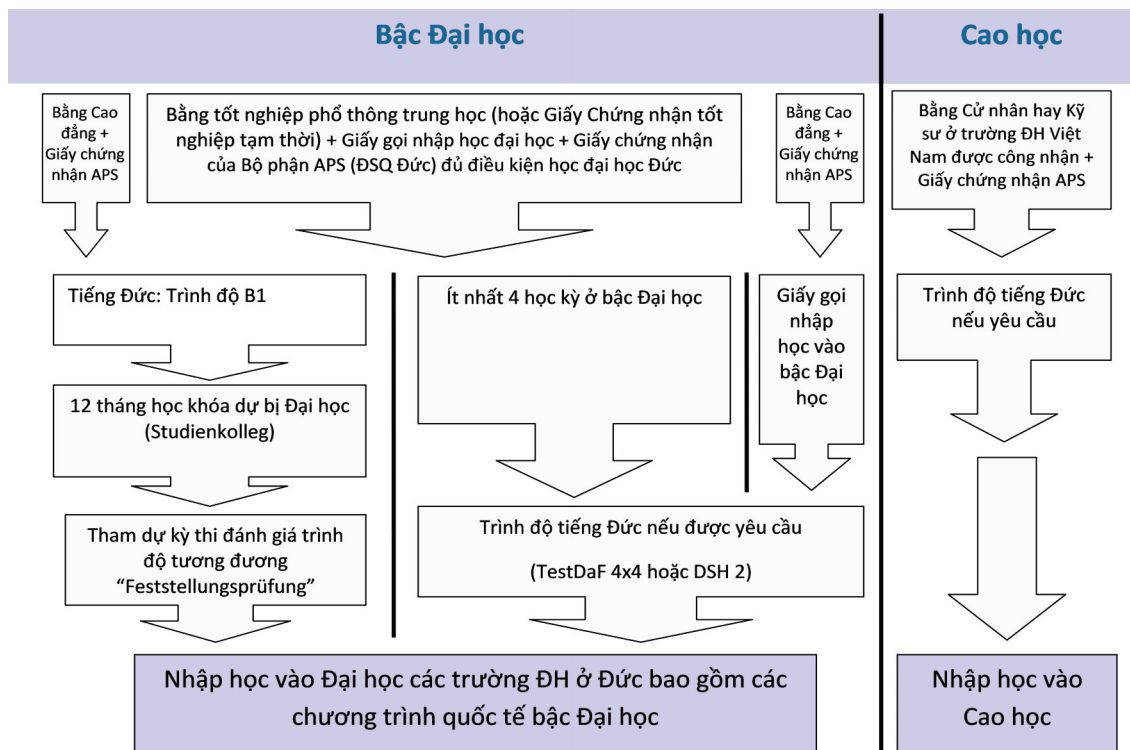 Bậc Đại học
Cao học
Bằng Cao
đẳng +
Giấy chứng
nhận APS
Bằng tốt nghiệp phổ thông trung học (hoặc Giấy Chứng nhận tốt
nghiệp tạm thời) + Giấy gọi nhập học đại học + Giấy chứng nhận
của Bộ phận APS (ĐSQ Đức) đủ điều kiện học đại học Đức
Bằng Cao
đẳng +
Giấy chứng
nhận APS
Bằng Cử nhân hay Kỹ
sư ở trường ĐH Việt
Nam được công nhận +
Giấy chứng nhận APS
Tiếng Đức: Trình độ B1
Ít nhất 4 học kỳ ở bậc Đại học
Giấy gọi
nhập
học vào
bậc Đại
học
Trình độ tiếng Đức
nếu yêu cầu
12 tháng học khóa dự bị Đại học
(Studienkolleg)
Tham dự kỳ thi đánh giá trình
độ tương đương
“Feststellungsprüfung”
Trình độ tiếng Đức nếu được yêu cầu
(TestDaF 4x4 hoặc DSH 2)
Nhập học vào Đại học các trường ĐH ở Đức bao gồm các
chương trình quốc tế bậc Đại học
Nhập học vào
Cao học